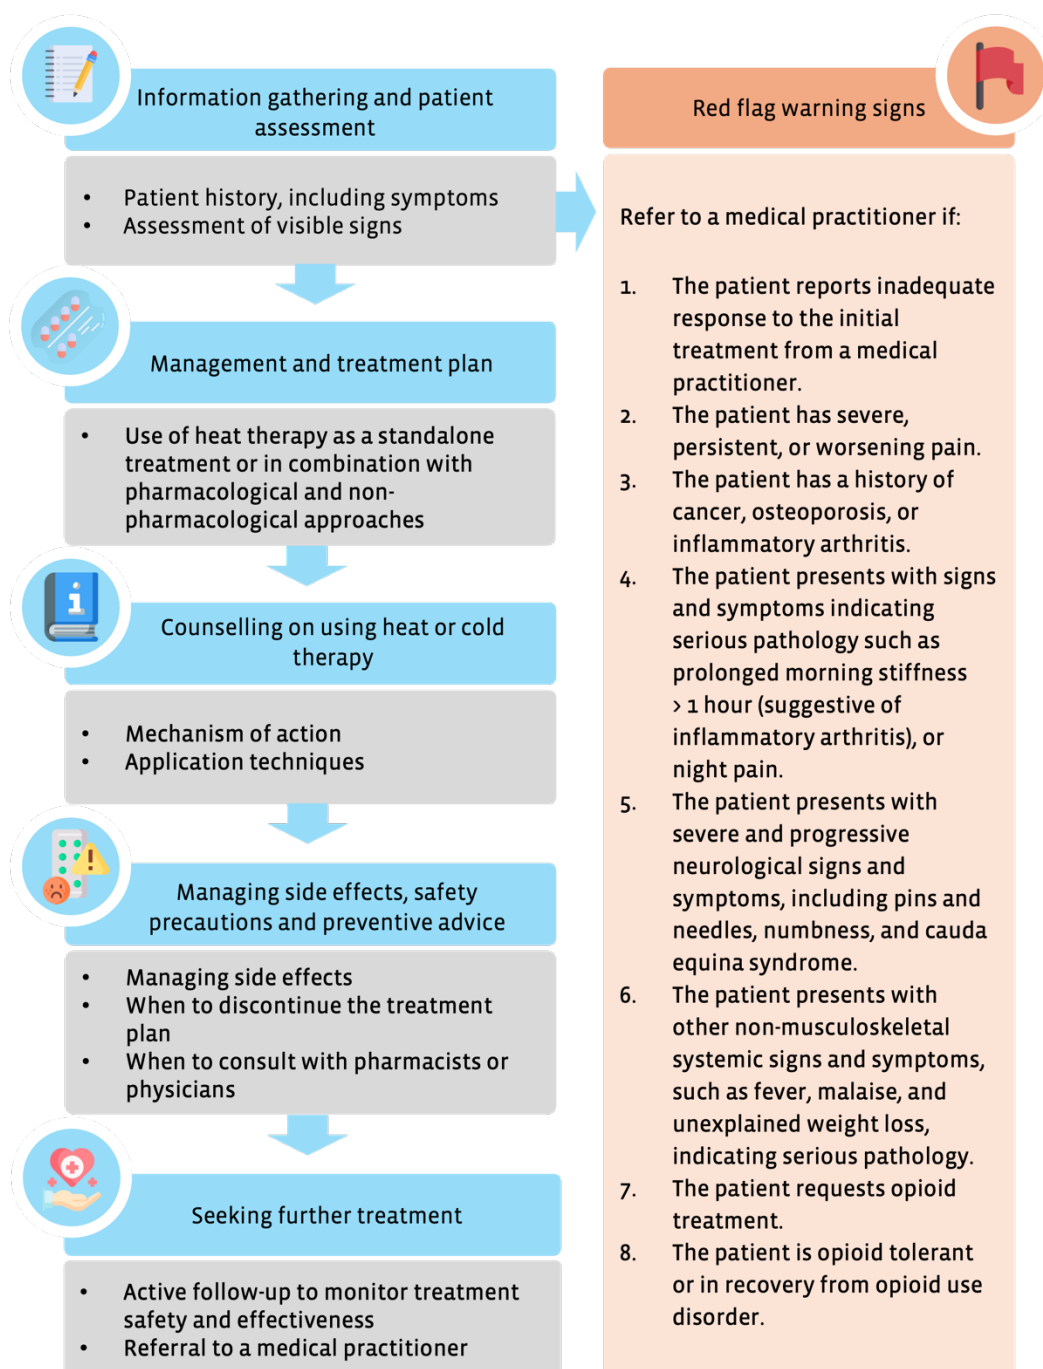 Information gathering and patient
assessment
• Patient history, including symptoms
• Assessment of visible signs
Management and treatment plan
• Use of heat therapy as a standalone
treatment or in combination with
pharmacological and non-
pharmacological approaches
i
Counselling on using heat or cold
therapy
• Mechanism of action
• Application techniques
!
Managing side effects, safety
precautions and preventive advice
• Managing side effects
• When to discontinue the treatment
plan
• When to consult with pharmacists or
physicians
Seeking further treatment
• Active follow-up to monitor treatment
safety and effectiveness
• Referral to a medical practitioner
Red flag warning signs
Refer to a medical practitioner if:
1. The patient reports inadequate
response to the initial
treatment from a medical
practitioner.
2. The patient has severe,
persistent, or worsening pain.
3. The patient has a history of
cancer, osteoporosis, or
inflammatory arthritis.
4. The patient presents with signs
and symptoms indicating
serious pathology such as
prolonged morning stiffness
> 1 hour (suggestive of
inflammatory arthritis), or
night pain.
5. The patient presents with
severe and progressive
neurological signs and
symptoms, including pins and
needles, numbness, and cauda
equina syndrome.
6. The patient presents with
other non-musculoskeletal
systemic signs and symptoms,
such as fever, malaise, and
unexplained weight loss,
indicating serious pathology.
7. The patient requests opioid
treatment.
8. The patient is opioid tolerant
or in recovery from opioid use
disorder.